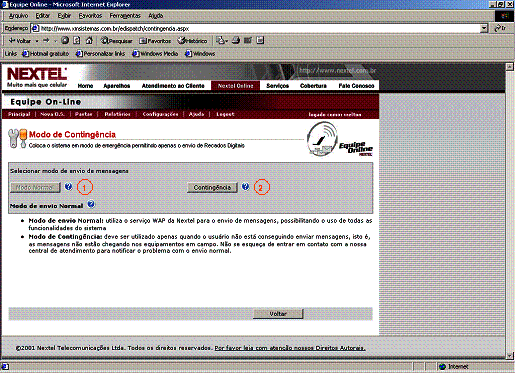 Equipe Online - Microsoft Internet Explorer
Arquivo Editar Exibir Favoritos Ferramentas Ajuda
Endereço http://www.xmsistemas.com.br/edispatch/contingencia.aspx Ir
Voltar Pesquisar Favoritos Histórico
Links Hotmail gratuito Personalizar links Windows Media Windows
http://www.nextel.com.br
NEXTEL
Muito mais que celular Home Aparelhos Atendimento ao Cliente Nextel Online Serviços Cobertura Fale Conosco
Equipe On-Line
Principal | Nova O.S. | Pastas | Relatórios | Configurações | Ajuda | Logout logado como
Modo de Contingência
Coloca o sistema em modo de emergência permitindo apenas o envio de Recados Digitais
Equipe
Online
NEXTEL
Selecionar modo de envio de mensagens
Modo Normal ? 1 Contingência ? 2
Modo de envio Normal ?
• Modo de envio Normal: utiliza o serviço WAP da Nextel para o envio de mensagens, possibilitando o uso de todas as
funcionalidades do sistema
• Modo de Contingência: deve ser utilizado apenas quando o usuário não está conseguindo enviar mensagens, isto é,
as mensagens não estão chegando nos equipamentos em campo. Não se esqueça de entrar em contato com a nossa
central de atendimento para notificar o problema com o envio normal.
Voltar
©2001 Nextel Telecomunicações Ltda. Todos os direitos reservados. Por favor leia com atenção nossos Direitos Autorais.
Internet